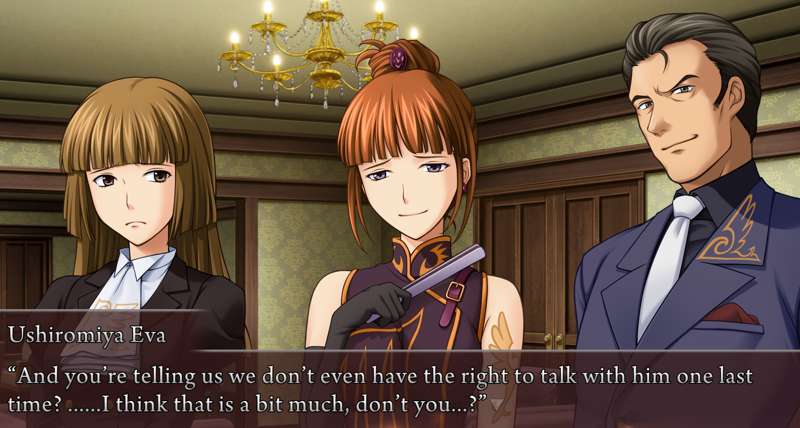 Ushiromiya Eva
“And you’re telling us we don’t even have the right to talk with him one last
time? ......I think that is a bit much, don’t you...?”